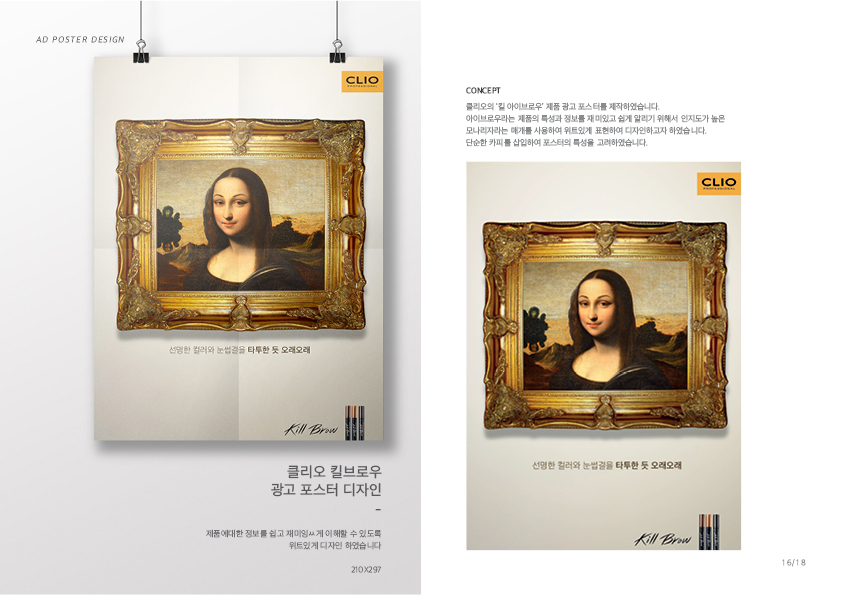 AD POSTER DESIGN
CLIO
PROFESSIONAL
선명한 컬러와 눈썹결을 타투한 듯 오래오래
Kill Brow
클리오 킬브로우
광고 포스터 디자인
–
제품에대한 정보를 쉽고 재미잉ㅆ게 이해할 수 있도록
위트있게 디자인 하였습니다
210X297
CONCEPT
클리오의 '킬 아이브로우' 제품 광고 포스터를 제작하였습니다.
아이브로우라는 제품의 특성과 정보를 재미있고 쉽게 알리기 위해서 인지도가 높은
모나리자라는 매개를 사용하여 위트있게 표현하여 디자인하고자 하였습니다.
단순한 카피를 삽입하여 포스터의 특성을 고려하였습니다.
CLIO
PROFESSIONAL
선명한 컬러와 눈썹결을 타투한 듯 오래오래
Kill Brow
16/18